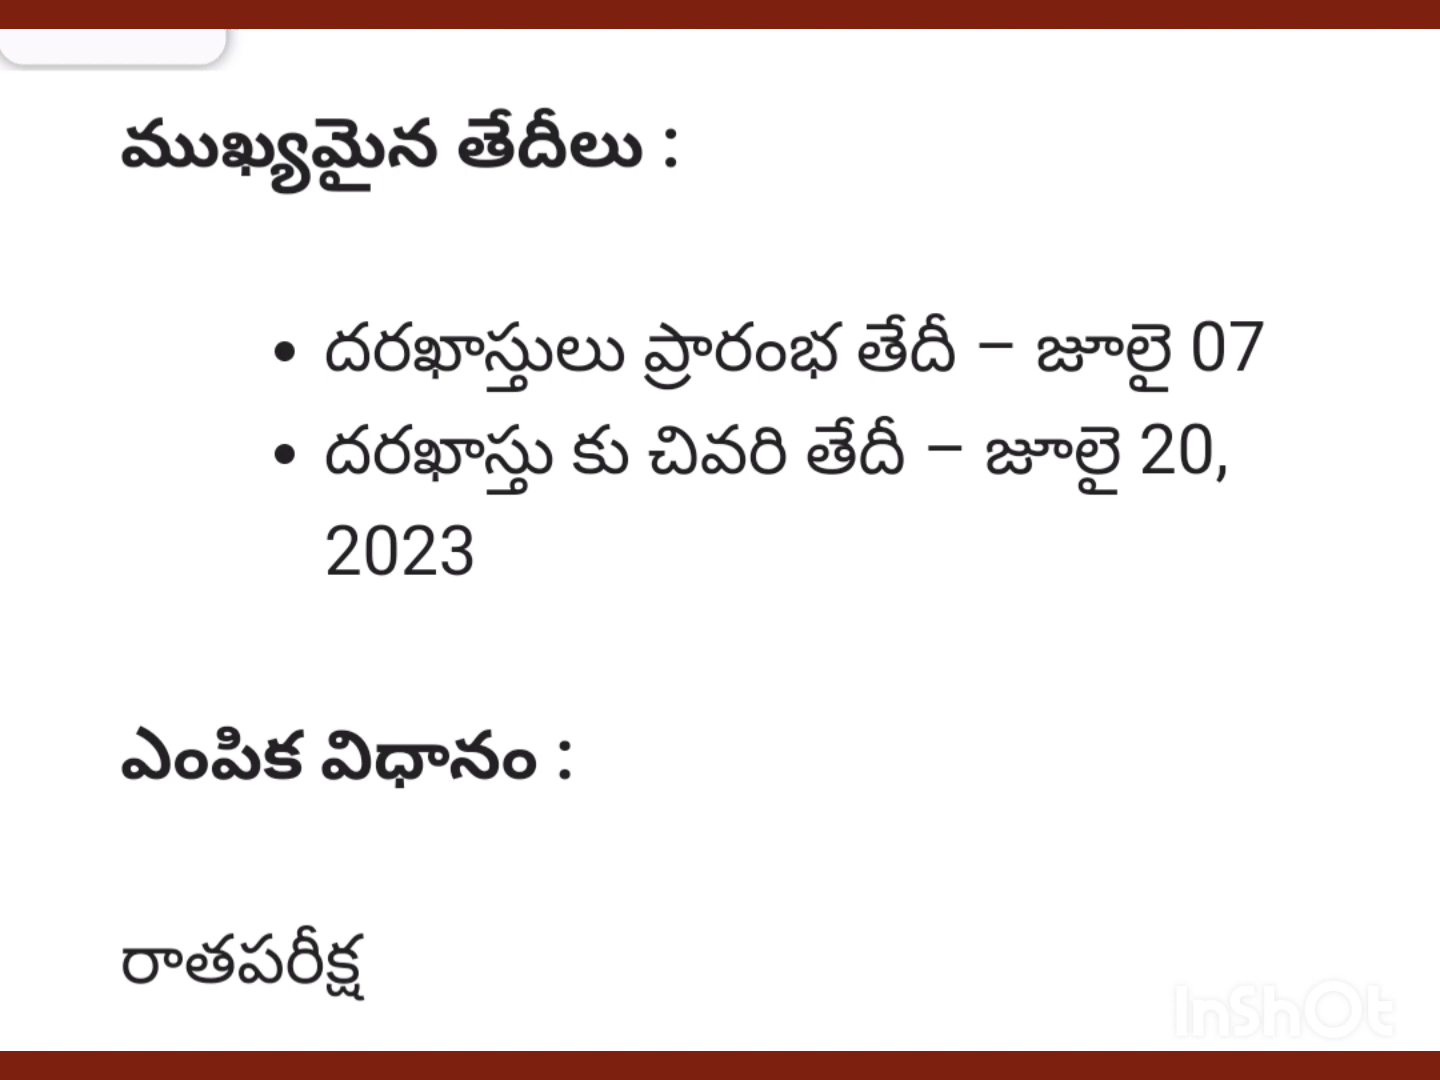 ముఖ్యమైన తేదీలు :
• దరఖాస్తులు ప్రారంభ తేదీ – జూలై 07
• దరఖాస్తు కు చివరి తేదీ – జూలై 20,
2023
ఎంపిక విధానం :
రాతపరీక్ష
InShOt